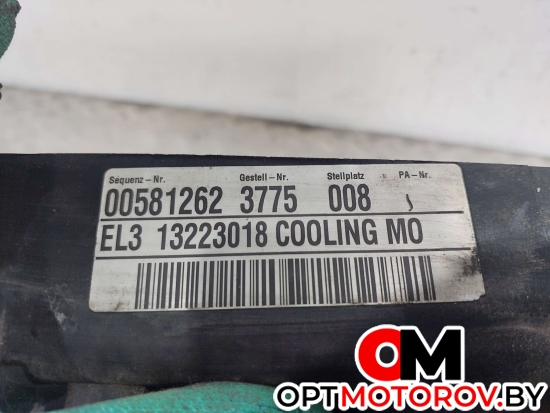 Sequenz-Nr. Gestell-Nr. Stellplatz PA-Nr.
00581262 3775 008
EL3 13223018 COOLING MO
OM
OPTMOTOROV.BY